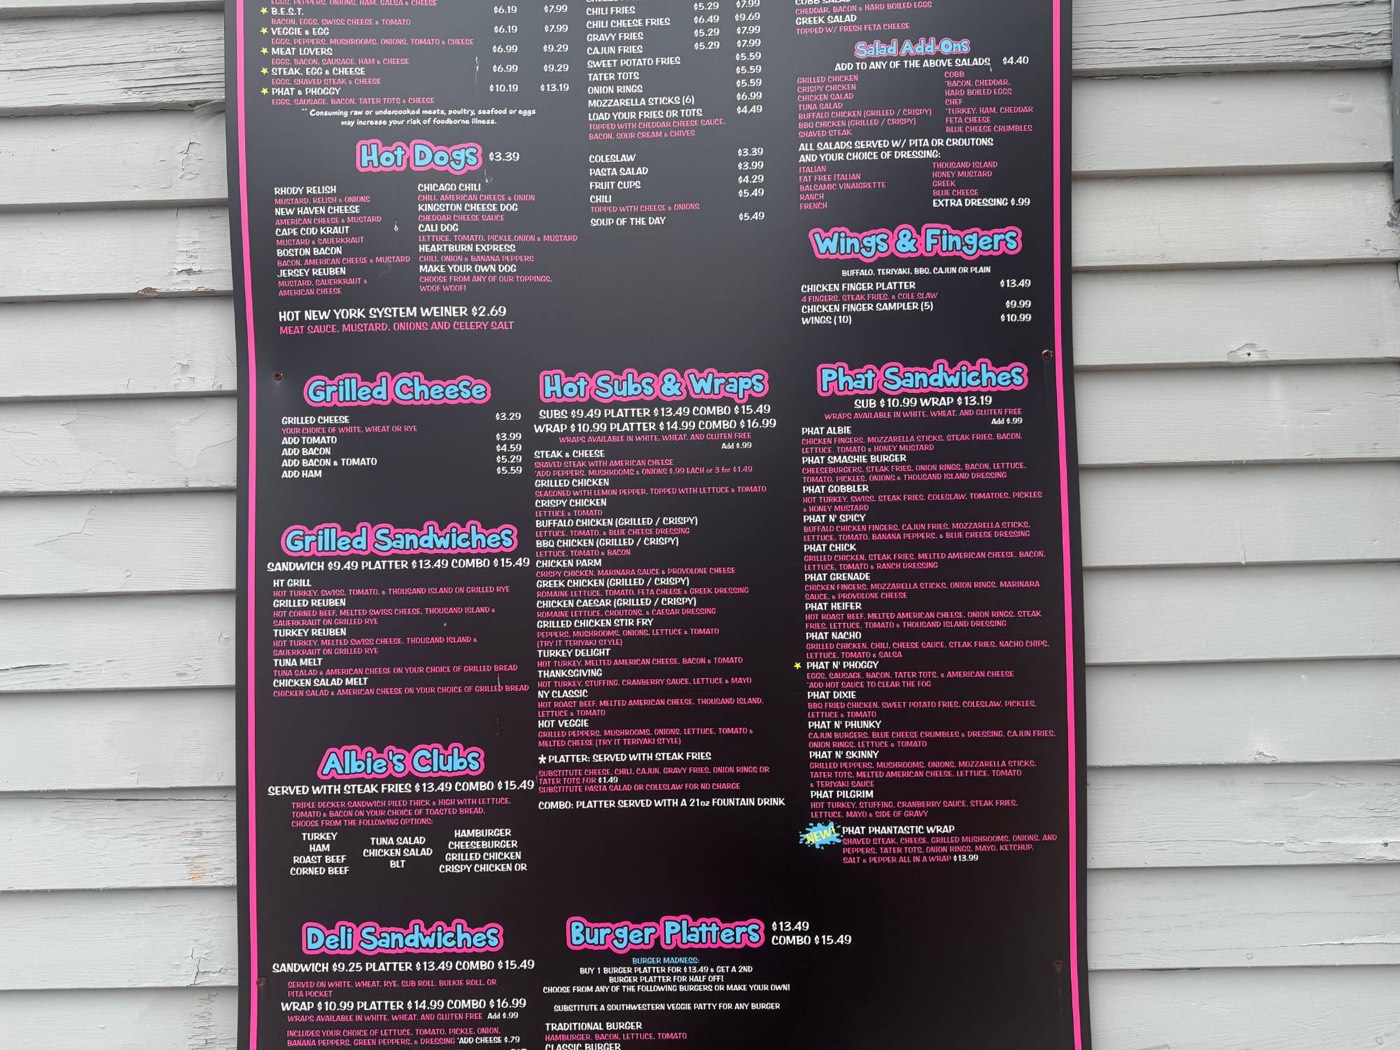 EGGS, PEPPERS, ONIONS, HAM, SALSA & CHEESE
B.E.S.T. $6.19 $7.99
BACON, EGGS, SWISS CHEESE & TOMATO
VEGGIE & EGG $6.19 $7.99
EGGS, PEPPERS, MUSHROOMS, ONIONS, TOMATO & CHEESE
MEAT LOVERS $6.99 $9.29
EGGS, BACON, SAUSAGE, HAM & CHEESE
STEAK, EGG & CHEESE $6.99 $9.29
EGGS, SHAVED STEAK & CHEESE
PHAT & PHOGGY $10.19 $13.19
EGGS, SAUSAGE, BACON, TATER TOTS & CHEESE
** Consuming raw or undercooked meats, poultry, seafood or eggs
may increase your risk of foodborne illness.
Hot Dogs $3.39
RHODY RELISH
MUSTARD, RELISH & ONIONS
NEW HAVEN CHEESE
AMERICAN CHEESE & MUSTARD
CAPE COD KRAUT
MUSTARD & SAUERKRAUT
BOSTON BACON
BACON, AMERICAN CHEESE & MUSTARD
JERSEY REUBEN
MUSTARD, SAUERKRAUT &
AMERICAN CHEESE
CHICAGO CHILI
CHILI, AMERICAN CHEESE & ONION
KINGSTON CHEESE DOG
CHEDDAR CHEESE SAUCE
CALI DOG
LETTUCE, TOMATO, PICKLE, ONION & MUSTARD
HEARTBURN EXPRESS
CHILI, ONION & BANANA PEPPERS
MAKE YOUR OWN DOG
CHOOSE FROM ANY OF OUR TOPPINGS,
WOOF WOOF!
HOT NEW YORK SYSTEM WEINER $2.69
MEAT SAUCE, MUSTARD, ONIONS AND CELERY SALT
$5.29 $7.99
CHILI FRIES $6.49 $9.69
CHILI CHEESE FRIES $5.29 $7.99
GRAVY FRIES $5.29 $7.99
CAJUN FRIES $5.59
SWEET POTATO FRIES $5.59
TATER TOTS $5.59
ONION RINGS $6.99
MOZZARELLA STICKS (6) $4.49
LOAD YOUR FRIES OR TOTS
TOPPED WITH CHEDDAR CHEESE SAUCE,
BACON, SOUR CREAM & CHIVES
COLESLAW $3.39
PASTA SALAD $3.99
FRUIT CUPS $4.29
CHILI $5.49
TOPPED WITH CHEESE & ONIONS
SOUP OF THE DAY $5.49
COBB SALAD
CHEDDAR, BACON & HARD BOILED EGGS
GREEK SALAD
TOPPED W/ FRESH FETA CHEESE
Salad Add-Ons
ADD TO ANY OF THE ABOVE SALADS $4.40
GRILLED CHICKEN
CRISPY CHICKEN
CHICKEN SALAD
TUNA SALAD
BUFFALO CHICKEN (GRILLED / CRISPY)
BBQ CHICKEN (GRILLED / CRISPY)
SHAVED STEAK
COBB
*BACON, CHEDDAR,
HARD BOILED EGGS
CHEF
*TURKEY, HAM, CHEDDAR
FETA CHEESE
BLUE CHEESE CRUMBLES
ALL SALADS SERVED W/ PITA OR CROUTONS
AND YOUR CHOICE OF DRESSING:
ITALIAN
FAT FREE ITALIAN
BALSAMIC VINAIGRETTE
RANCH
FRENCH
THOUSAND ISLAND
HONEY MUSTARD
GREEK
BLUE CHEESE
EXTRA DRESSING $.99
Wings & Fingers
BUFFALO, TERIYAKI, BBQ, CAJUN OR PLAIN
CHICKEN FINGER PLATTER $13.49
4 FINGERS, STEAK FRIES, & COLE SLAW
CHICKEN FINGER SAMPLER (5) $9.99
WINGS (10) $10.99
Grilled Cheese
GRILLED CHEESE $3.29
YOUR CHOICE OF WHITE, WHEAT OR RYE
ADD TOMATO $3.99
ADD BACON $4.59
ADD BACON & TOMATO $5.29
ADD HAM $5.59
Grilled Sandwiches
SANDWICH $9.49 PLATTER $13.49 COMBO $15.49
HT GRILL
HOT TURKEY, SWISS, TOMATO, & THOUSAND ISLAND ON GRILLED RYE
GRILLED REUBEN
HOT CORNED BEEF, MELTED SWISS CHEESE, THOUSAND ISLAND &
SAUERKRAUT ON GRILLED RYE
TURKEY REUBEN
HOT TURKEY, MELTED SWISS CHEESE, THOUSAND ISLAND &
SAUERKRAUT ON GRILLED RYE
TUNA MELT
TUNA SALAD & AMERICAN CHEESE ON YOUR CHOICE OF GRILLED BREAD
CHICKEN SALAD MELT
CHICKEN SALAD & AMERICAN CHEESE ON YOUR CHOICE OF GRILLED BREAD
Albie's Clubs
SERVED WITH STEAK FRIES $13.49 COMBO $15.49
TRIPLE DECKER SANDWICH PILED THICK & HIGH WITH LETTUCE,
TOMATO & BACON ON YOUR CHOICE OF TOASTED BREAD.
CHOOSE FROM THE FOLLOWING OPTIONS:
TURKEY
HAM
ROAST BEEF
CORNED BEEF
TUNA SALAD
CHICKEN SALAD
BLT
HAMBURGER
CHEESEBURGER
GRILLED CHICKEN
CRISPY CHICKEN OR
Deli Sandwiches
SANDWICH $9.25 PLATTER $13.49 COMBO $15.49
SERVED ON WHITE, WHEAT, RYE, SUB ROLL, BULKIE ROLL, OR
PITA POCKET
WRAP $10.99 PLATTER $14.99 COMBO $16.99
WRAPS AVAILABLE IN WHITE, WHEAT, AND GLUTEN FREE Add $.99
INCLUDES YOUR CHOICE OF LETTUCE, TOMATO, PICKLE, ONION,
BANANA PEPPERS, GREEN PEPPERS, & DRESSING *ADD CHEESE $.79
Hot Subs & Wraps
SUBS $9.49 PLATTER $13.49 COMBO $15.49
WRAP $10.99 PLATTER $14.99 COMBO $16.99
WRAPS AVAILABLE IN WHITE, WHEAT, AND GLUTEN FREE
Add $.99
STEAK & CHEESE
SHAVED STEAK WITH AMERICAN CHEESE
*ADD PEPPERS, MUSHROOMS & ONIONS $.99 EACH or 3 for $1.49
GRILLED CHICKEN
SEASONED WITH LEMON PEPPER, TOPPED WITH LETTUCE & TOMATO
CRISPY CHICKEN
LETTUCE & TOMATO
BUFFALO CHICKEN (GRILLED / CRISPY)
LETTUCE, TOMATO, & BLUE CHEESE DRESSING
BBQ CHICKEN (GRILLED / CRISPY)
LETTUCE, TOMATO & BACON
CHICKEN PARM
CRISPY CHICKEN, MARINARA SAUCE & PROVOLONE CHEESE
GREEK CHICKEN (GRILLED / CRISPY)
ROMAINE LETTUCE, TOMATO, FETA CHEESE & GREEK DRESSING
CHICKEN CAESAR (GRILLED / CRISPY)
ROMAINE LETTUCE, CROUTONS, & CAESAR DRESSING
GRILLED CHICKEN STIR FRY
PEPPERS, MUSHROOMS, ONIONS, LETTUCE & TOMATO
(TRY IT TERIYAKI STYLE)
TURKEY DELIGHT
HOT TURKEY, MELTED AMERICAN CHEESE, BACON & TOMATO
THANKSGIVING
HOT TURKEY, STUFFING, CRANBERRY SAUCE, LETTUCE & MAYO
NY CLASSIC
HOT ROAST BEEF, MELTED AMERICAN CHEESE, THOUSAND ISLAND,
LETTUCE & TOMATO
HOT VEGGIE
GRILLED PEPPERS, MUSHROOMS, ONIONS, LETTUCE, TOMATO &
MELTED CHEESE (TRY IT TERIYAKI STYLE)
*PLATTER: SERVED WITH STEAK FRIES
SUBSTITUTE CHEESE, CHILI, CAJUN, GRAVY FRIES, ONION RINGS OR
TATER TOTS FOR $1.49
SUBSTITUTE PASTA SALAD OR COLESLAW FOR NO CHARGE
COMBO: PLATTER SERVED WITH A 21oz FOUNTAIN DRINK
Burger Platters $13.49
COMBO $15.49
BURGER MADNESS:
BUY 1 BURGER PLATTER FOR $13.49 & GET A 2ND
BURGER PLATTER FOR HALF OFF!
CHOOSE FROM ANY OF THE FOLLOWING BURGERS OR MAKE YOUR OWN!
SUBSTITUTE A SOUTHWESTERN VEGGIE PATTY FOR ANY BURGER
TRADITIONAL BURGER
HAMBURGER, BACON, LETTUCE, TOMATO
CLASSIC BURGER
Phat Sandwiches
SUB $10.99 WRAP $13.19
WRAPS AVAILABLE IN WHITE, WHEAT, AND GLUTEN FREE
Add $.99
PHAT ALBIE
CHICKEN FINGERS, MOZZARELLA STICKS, STEAK FRIES, BACON,
LETTUCE, TOMATO & HONEY MUSTARD
PHAT SMASHIE BURGER
CHEESEBURGERS, STEAK FRIES, ONION RINGS, BACON, LETTUCE,
TOMATO, PICKLES, ONIONS & THOUSAND ISLAND DRESSING
PHAT GOBBLER
HOT TURKEY, SWISS, STEAK FRIES, COLESLAW, TOMATOES, PICKLES
& HONEY MUSTARD
PHAT N' SPICY
BUFFALO CHICKEN FINGERS, CAJUN FRIES, MOZZARELLA STICKS,
LETTUCE, TOMATO, BANANA PEPPERS, & BLUE CHEESE DRESSING
PHAT CHICK
GRILLED CHICKEN, STEAK FRIES, MELTED AMERICAN CHEESE, BACON,
LETTUCE, TOMATO & RANCH DRESSING
PHAT GRENADE
CHICKEN FINGERS, MOZZARELLA STICKS, ONION RINGS, MARINARA
SAUCE, & PROVOLONE CHEESE
PHAT HEIFER
HOT ROAST BEEF, MELTED AMERICAN CHEESE, ONION RINGS, STEAK
FRIES, LETTUCE, TOMATO & THOUSAND ISLAND DRESSING
PHAT NACHO
GRILLED CHICKEN, CHILI, CHEESE SAUCE, STEAK FRIES, NACHO CHIPS,
LETTUCE, TOMATO & SALSA
PHAT N' PHOGGY
EGGS, SAUSAGE, BACON, TATER TOTS, & AMERICAN CHEESE
*ADD HOT SAUCE TO CLEAR THE FOG
PHAT DIXIE
BBQ FRIED CHICKEN, SWEET POTATO FRIES, COLESLAW, PICKLES,
LETTUCE & TOMATO
PHAT N' PHUNKY
CAJUN BURGERS, BLUE CHEESE CRUMBLES & DRESSING, CAJUN FRIES,
ONION RINGS, LETTUCE & TOMATO
PHAT N' SKINNY
GRILLED PEPPERS, MUSHROOMS, ONIONS, MOZZARELLA STICKS,
TATER TOTS, MELTED AMERICAN CHEESE, LETTUCE, TOMATO
& TERIYAKI SAUCE
PHAT PILGRIM
HOT TURKEY, STUFFING, CRANBERRY SAUCE, STEAK FRIES,
LETTUCE, MAYO & SIDE OF GRAVY
NEW! PHAT PHANTASTIC WRAP
SHAVED STEAK, CHEESE, GRILLED MUSHROOMS, ONIONS, AND
PEPPERS, TATER TOTS, ONION RINGS, MAYO, KETCHUP,
SALT & PEPPER ALL IN A WRAP $13.99